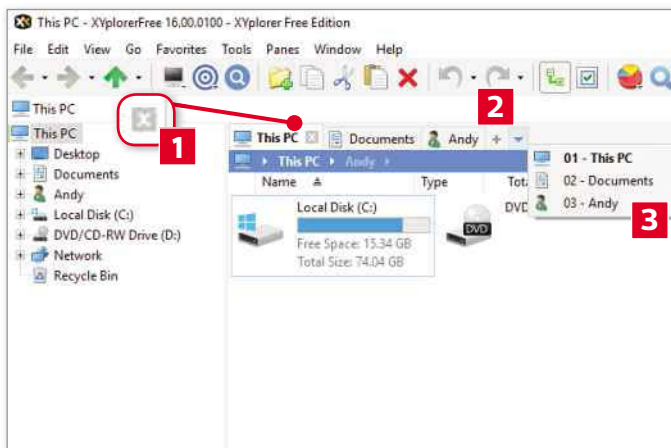 This PC - XYplorerFree 16.00.0100 - XYplorer Free Edition
File Edit View Go Favorites Tools Panes Window Help
This PC
This PC
Desktop
Documents
Andy
Local Disk (C:)
DVD/CD-RW Drive (D:)
Network
Recycle Bin
1
2
This PC Documents Andy +
This PC Andy
Name Type
Local Disk (C:)
Free Space: 15.34 GB
Total Size: 74.04 GB
DVD
01 - This PC
02 - Documents
03 - Andy
3